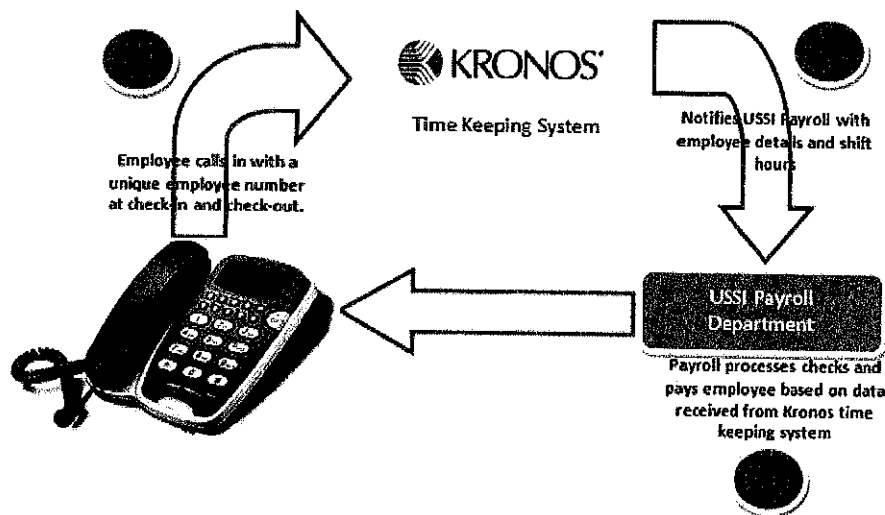 KRONOS
Time Keeping System
Employee calls in with a
unique employee number
at check-in and check-out.
Notifies USSI Payroll with
employee details and shift
hours
USSI Payroll
Department
Payroll processes checks and
pays employee based on data
received from Kronos time
keeping system